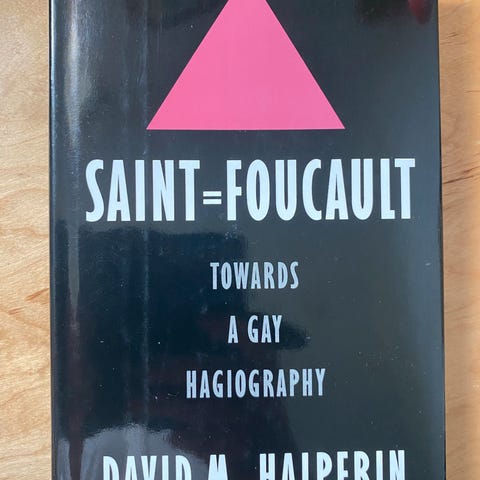 SAINT=FOUCAULT
TOWARDS
A GAY
HAGIOGRAPHY
DAVID M. HALPERIN